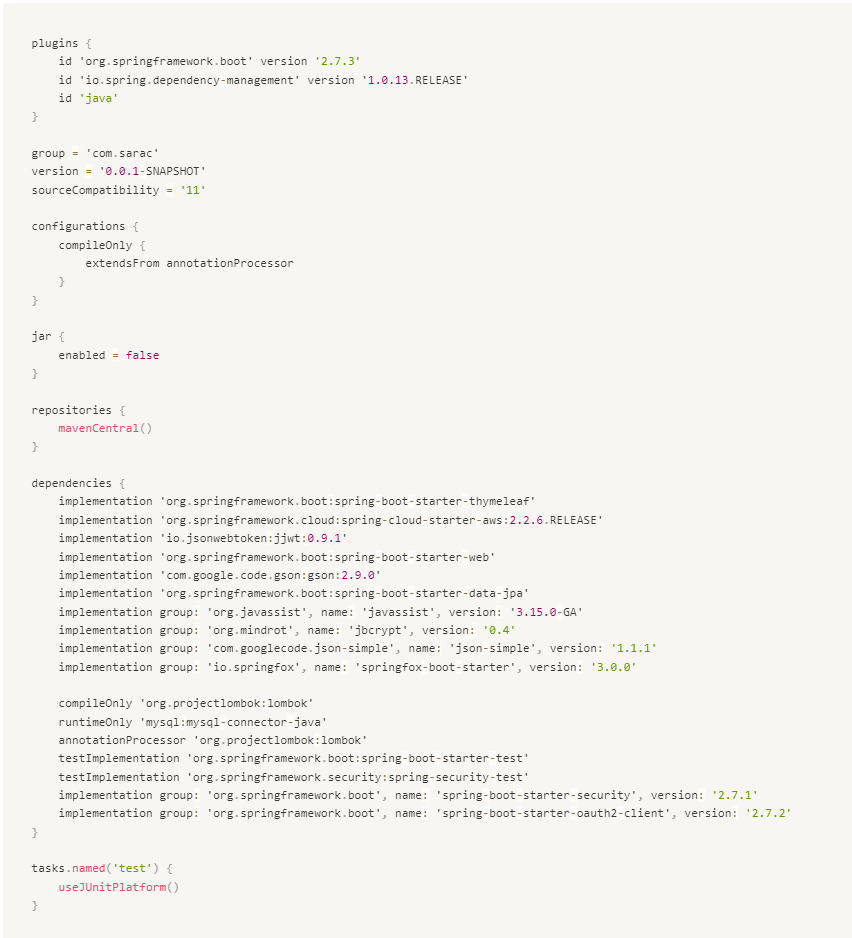 plugins {
    id 'org.springframework.boot' version '2.7.3'
    id 'io.spring.dependency-management' version '1.0.13.RELEASE'
    id 'java'
}

group = 'com.sarac'
version = '0.0.1-SNAPSHOT'
sourceCompatibility = '11'

configurations {
    compileOnly {
        extendsFrom annotationProcessor
    }
}

jar {
    enabled = false
}

repositories {
    mavenCentral()
}

dependencies {
    implementation 'org.springframework.boot:spring-boot-starter-thymeleaf'
    implementation 'org.springframework.cloud:spring-cloud-starter-aws:2.2.6.RELEASE'
    implementation 'io.jsonwebtoken:jjwt:0.9.1'
    implementation 'org.springframework.boot:spring-boot-starter-web'
    implementation 'com.google.code.gson:gson:2.9.0'
    implementation 'org.springframework.boot:spring-boot-starter-data-jpa'
    implementation group: 'org.javassist', name: 'javassist', version: '3.15.0-GA'
    implementation group: 'org.mindrot', name: 'jbcrypt', version: '0.4'
    implementation group: 'com.googlecode.json-simple', name: 'json-simple', version: '1.1.1'
    implementation group: 'io.springfox', name: 'springfox-boot-starter', version: '3.0.0'

    compileOnly 'org.projectlombok:lombok'
    runtimeOnly 'mysql:mysql-connector-java'
    annotationProcessor 'org.projectlombok:lombok'
    testImplementation 'org.springframework.boot:spring-boot-starter-test'
    testImplementation 'org.springframework.security:spring-security-test'
    implementation group: 'org.springframework.boot', name: 'spring-boot-starter-security', version: '2.7.1'
    implementation group: 'org.springframework.boot', name: 'spring-boot-starter-oauth2-client', version: '2.7.2'
}

tasks.named('test') {
    useJUnitPlatform()
}